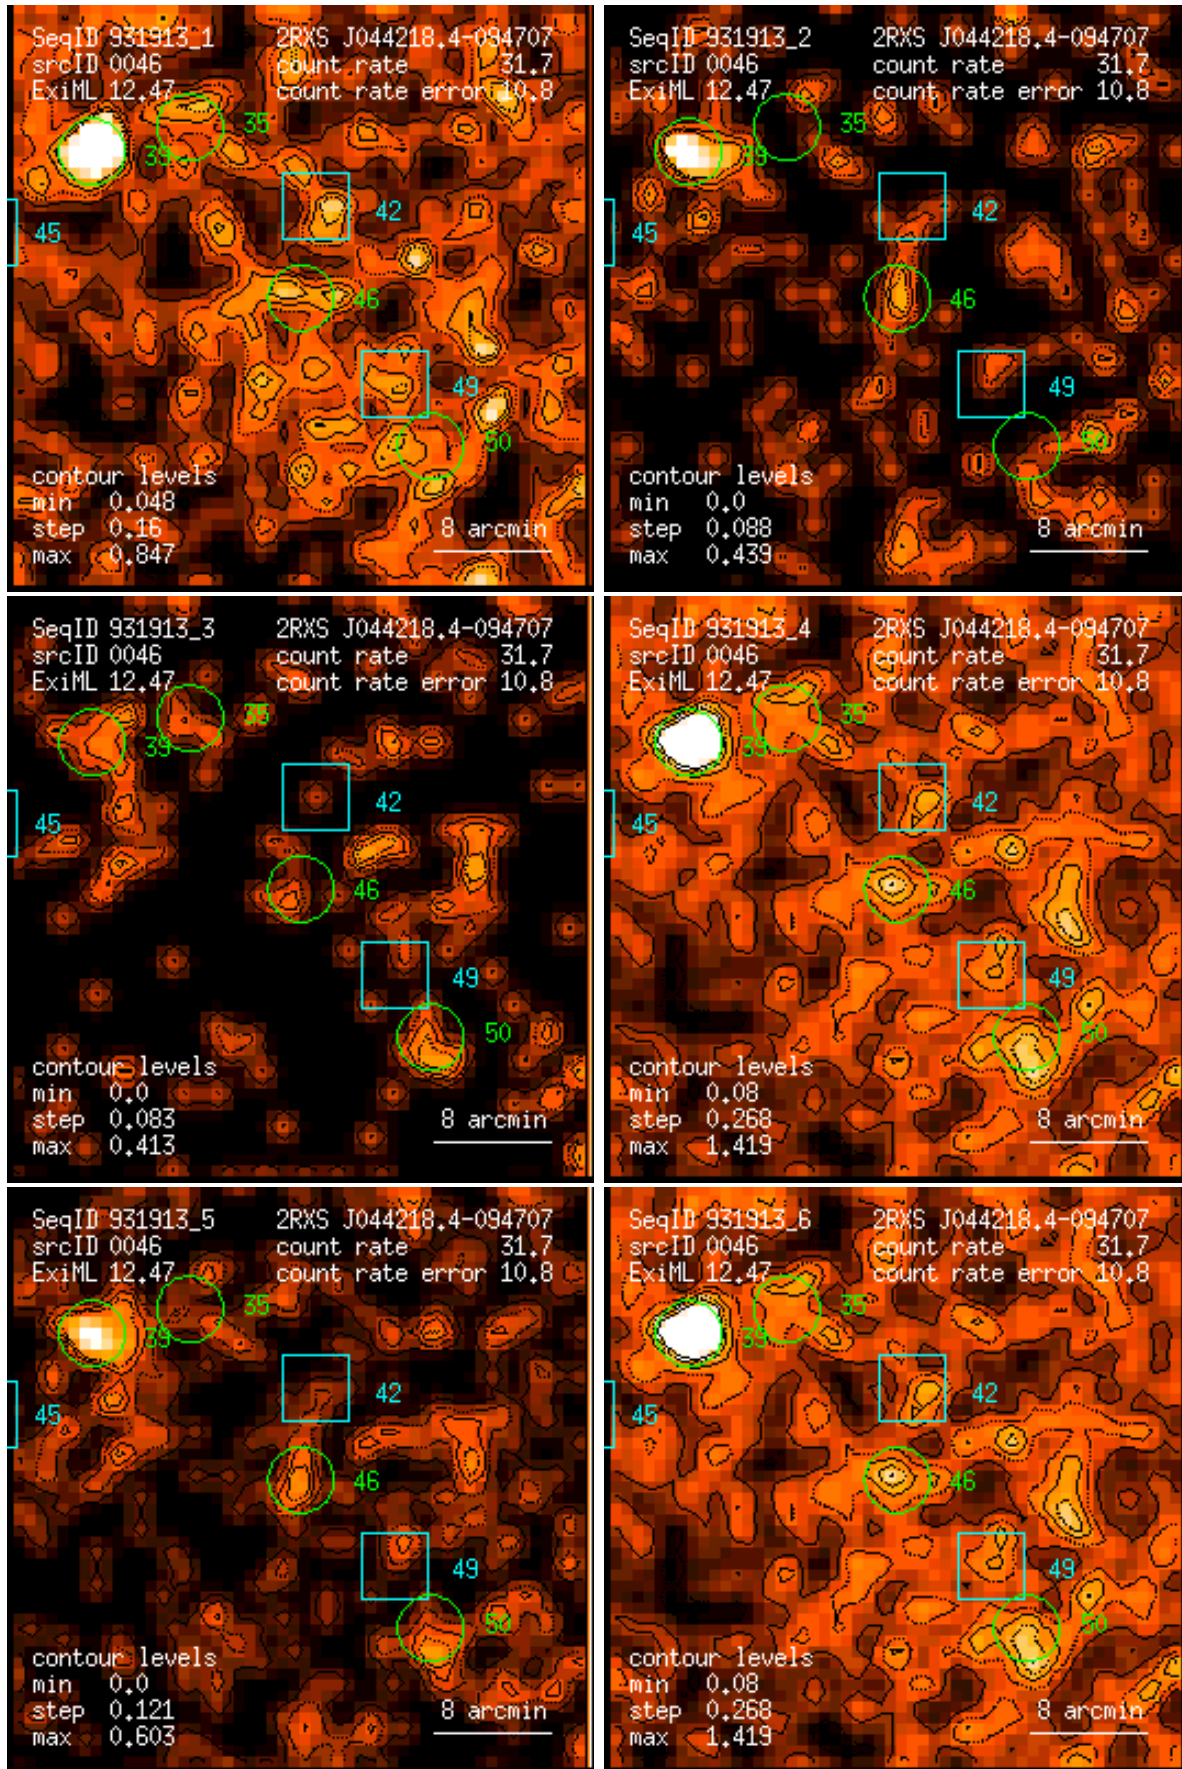 SeqID 931913_1 2RXS J044218.4-094707
srcID 0046 count rate 31.7
ExiML 12.47 count rate error 10.8
35
39
42
45
46
49
50
contour levels
min 0.048
step 0.16 8 arcmin
max 0.847
SeqID 931913_2 2RXS J044218.4-094707
srcID 0046 count rate 31.7
ExiML 12.47 count rate error 10.8
35
39
42
45
46
49
50
contour levels
min 0.0
step 0.088 8 arcmin
max 0.439
SeqID 931913_3 2RXS J044218.4-094707
srcID 0046 count rate 31.7
ExiML 12.47 count rate error 10.8
35
39
42
45
46
49
50
contour levels
min 0.0
step 0.083 8 arcmin
max 0.413
SeqID 931913_4 2RXS J044218.4-094707
srcID 0046 count rate 31.7
ExiML 12.47 count rate error 10.8
35
39
42
45
46
49
50
contour levels
min 0.08
step 0.268 8 arcmin
max 1.419
SeqID 931913_5 2RXS J044218.4-094707
srcID 0046 count rate 31.7
ExiML 12.47 count rate error 10.8
35
39
42
45
46
49
50
contour levels
min 0.0
step 0.121 8 arcmin
max 0.603
SeqID 931913_6 2RXS J044218.4-094707
srcID 0046 count rate 31.7
ExiML 12.47 count rate error 10.8
35
39
42
45
46
49
50
contour levels
min 0.08
step 0.268 8 arcmin
max 1.419